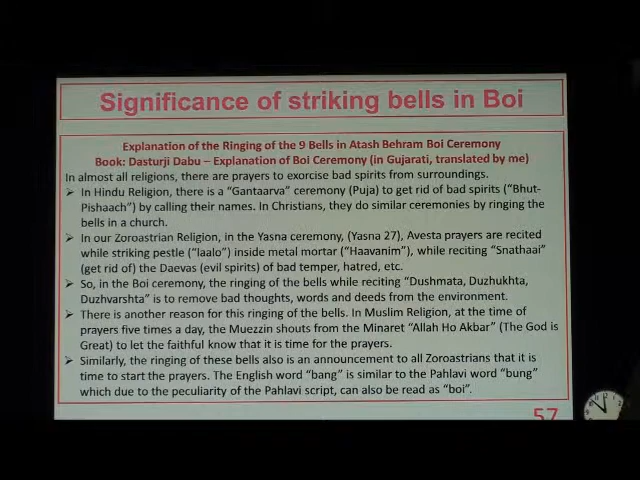 Significance of striking bells in Boi
Explanation of the Ringing of the 9 Bells in Atash Behram Boi Ceremony
Book: Dasturji Dabu – Explanation of Boi Ceremony (in Gujarati, translated by me)
In almost all religions, there are prayers to exorcise bad spirits from surroundings.
➢ In Hindu Religion, there is a “Gantaarva” ceremony (Puja) to get rid of bad spirits (“Bhut-
Pishaach”) by calling their names. In Christians, they do similar ceremonies by ringing the
bells in a church.
➢ In our Zoroastrian Religion, in the Yasna ceremony, (Yasna 27), Avesta prayers are recited
while striking pestle (“laalo”) inside metal mortar (“Haavanim”), while reciting “Snathaai”
(get rid of) the Daevas (evil spirits) of bad temper, hatred, etc.
➢ So, in the Boi ceremony, the ringing of the bells while reciting “Dushmata, Duzhukhta,
Duzhvarshta” is to remove bad thoughts, words and deeds from the environment.
➢ There is another reason for this ringing of the bells. In Muslim Religion, at the time of
prayers five times a day, the Muezzin shouts from the Minaret “Allah Ho Akbar” (The God is
Great) to let the faithful know that it is time for the prayers.
➢ Similarly, the ringing of these bells also is an announcement to all Zoroastrians that it is
time to start the prayers. The English word “bang” is similar to the Pahlavi word “bung”
which due to the peculiarity of the Pahlavi script, can also be read as “boi”.
57